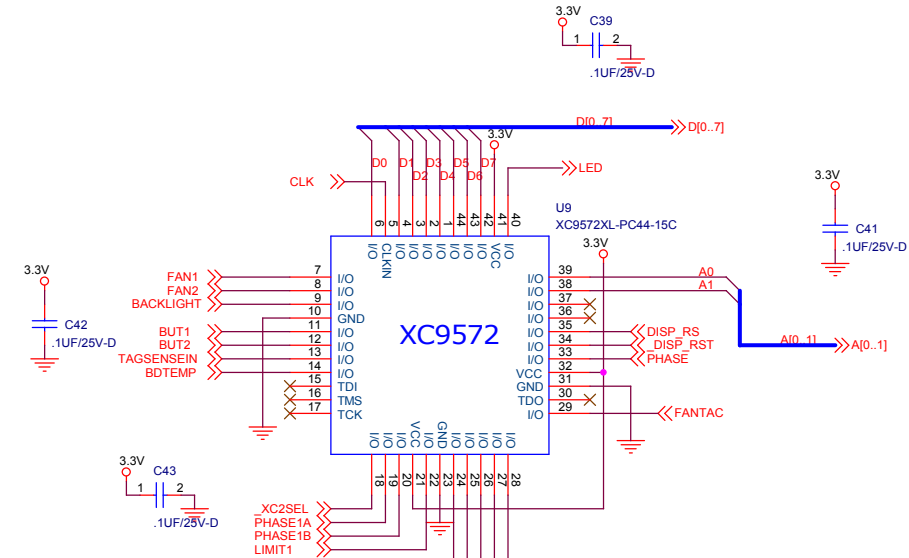 3.3V
C39
1 2
.1UF/25V-D
D[0..7]
D[0..7]
3.3V
D0 D1 D2 D3 D4 D5 D6 D7
CLK
LED
6 5 4 3 2 1 44 43 42 41 40
U9
XC9572XL-PC44-15C
3.3V
I/O CLKIN I/O I/O I/O I/O I/O I/O I/O VCC I/O
3.3V
C41
.1UF/25V-D
3.3V
C42
.1UF/25V-D
FAN1 7 I/O
FAN2 8 I/O
BACKLIGHT 9 I/O
10 GND
BUT1 11 I/O
BUT2 12 I/O
TAGSENSEIN 13 I/O
BDTEMP 14 I/O
15 TDI
16 TMS
17 TCK
XC9572
I/O 39 A0
I/O 38 A1
I/O 37
I/O 36
I/O 35 DISP_RS
I/O 34 _DISP_RST
I/O 33 PHASE
VCC 32
GND 31
TDO 30
I/O 29 FANTAC
A[0..1]
A[0..1]
I/O I/O I/O VCC I/O GND I/O I/O I/O I/O I/O
18 19 20 21 22 23 24 25 26 27 28
3.3V
C43
1 2
.1UF/25V-D
_XC2SEL
PHASE1A
PHASE1B
LIMIT1